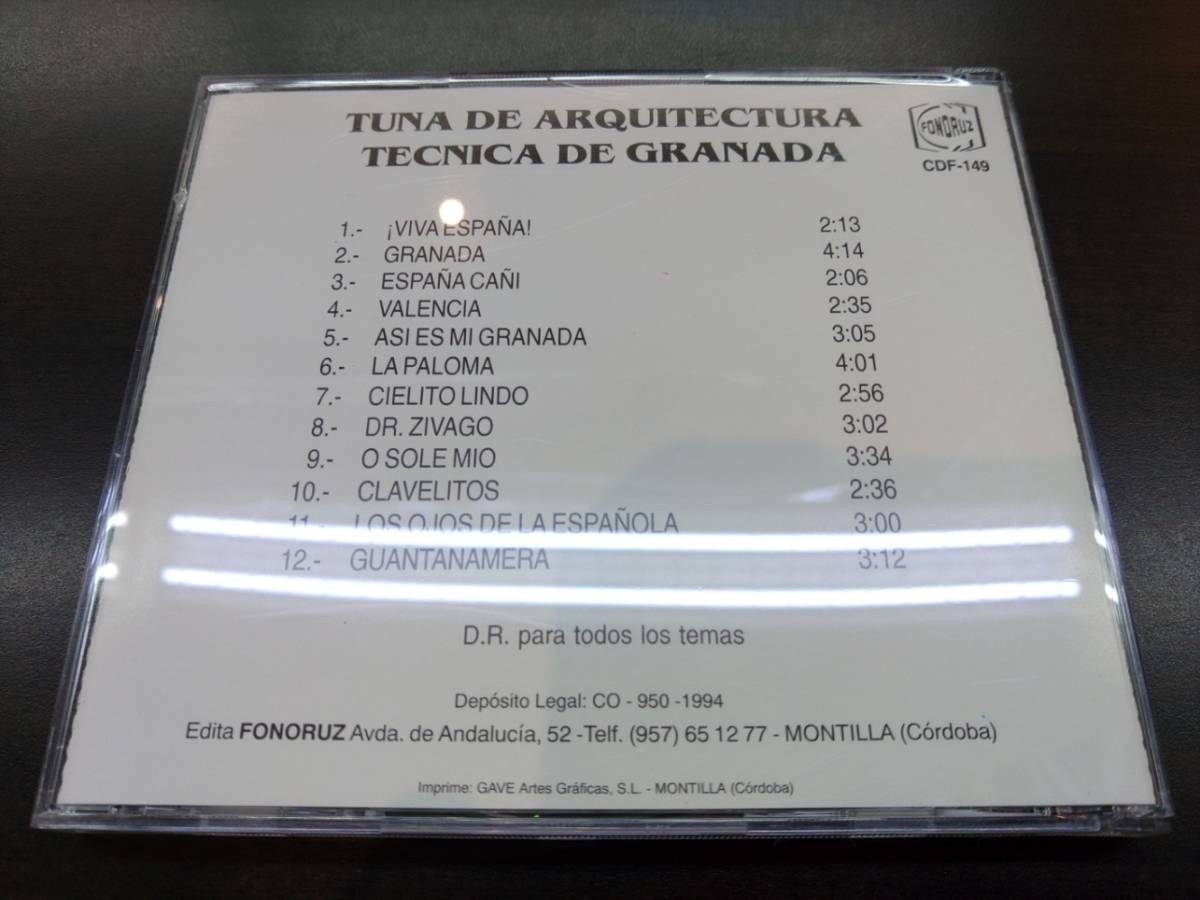 TUNA DE ARQUITECTURA
TECNICA DE GRANADA
FONORUZ
CDF-149
1.- ¡VIVA ESPAÑA! 2:13
2.- GRANADA 4:14
3.- ESPAÑA CAÑI 2:06
4.- VALENCIA 2:35
5.- ASI ES MI GRANADA 3:05
6.- LA PALOMA 4:01
7.- CIELITO LINDO 2:56
8.- DR. ZIVAGO 3:02
9.- O SOLE MIO 3:34
10.- CLAVELITOS 2:36
11.- LOS OJOS DE LA ESPAÑOLA 3:00
12.- GUANTANAMERA 3:12
D.R. para todos los temas
Depósito Legal: CO - 950 -1994
Edita FONORUZ Avda. de Andalucía, 52 -Telf. (957) 65 12 77 - MONTILLA (Córdoba)
Imprime: GAVE Artes Gráficas, S.L. - MONTILLA (Córdoba)